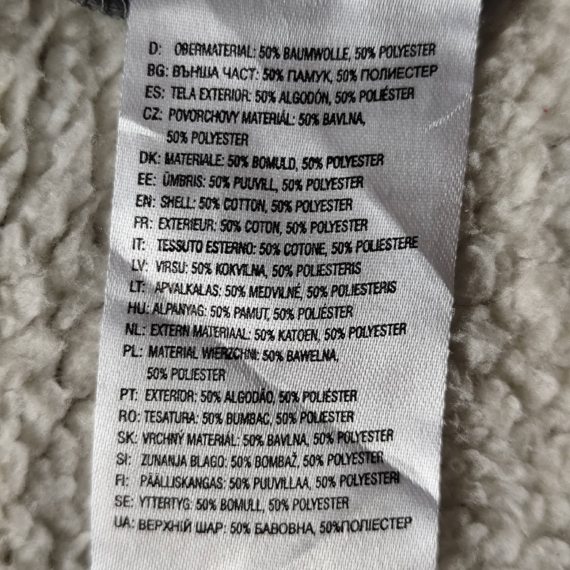 D: OBERMATERIAL: 50% BAUMWOLLE, 50% POLYESTER
BG: ВЪНША ЧАСТ: 50% ПАМУК, 50% ПОЛИЕСТЕР
ES: TELA EXTERIOR: 50% ALGODÓN, 50% POLIÉSTER
CZ: POVORCHOVÝ MATERIÁL: 50% BAVLNA,
50% POLYESTER
DK: MATERIALE: 50% BOMULD, 50% POLYESTER
EE: ÜMBRIS: 50% PUUVILL, 50% POLYESTER
EN: SHELL: 50% COTTON, 50% POLYESTER
FR: EXTERIEUR: 50% COTON, 50% POLYESTER
IT: TESSUTO ESTERNO: 50% COTONE, 50% POLIESTERE
LV: VIRSU: 50% KOKVILNA, 50% POLIESTERIS
LT: APVALKALAS: 50% MEDVILNĖ, 50% POLIESTERIS
HU: ALPANYAG: 50% PAMUT, 50% POLIÉSZTER
NL: EXTERN MATERIAAL: 50% KATOEN, 50% POLYESTER
PL: MATERIAL WIERZCHNI: 50% BAWELNA,
50% POLIESTER
PT: EXTERIOR: 50% ALGODÃO, 50% POLIÉSTER
RO: TESATURA: 50% BUMBAC, 50% POLIESTER
SK: VRCHNÝ MATERIÁL: 50% BAVLNA, 50% POLYESTER
SI: ZUNANJA BLAGO: 50% BOMBAŽ, 50% POLYESTER
FI: PÄÄLLISKANGAS: 50% PUUVILLAA, 50% POLYESTERI
SE: YTTERTYG: 50% BOMULL, 50% POLYESTER
UA: ВЕРХНІЙ ШАР: 50% БАВОВНА, 50%ПОЛІЕСТЕР